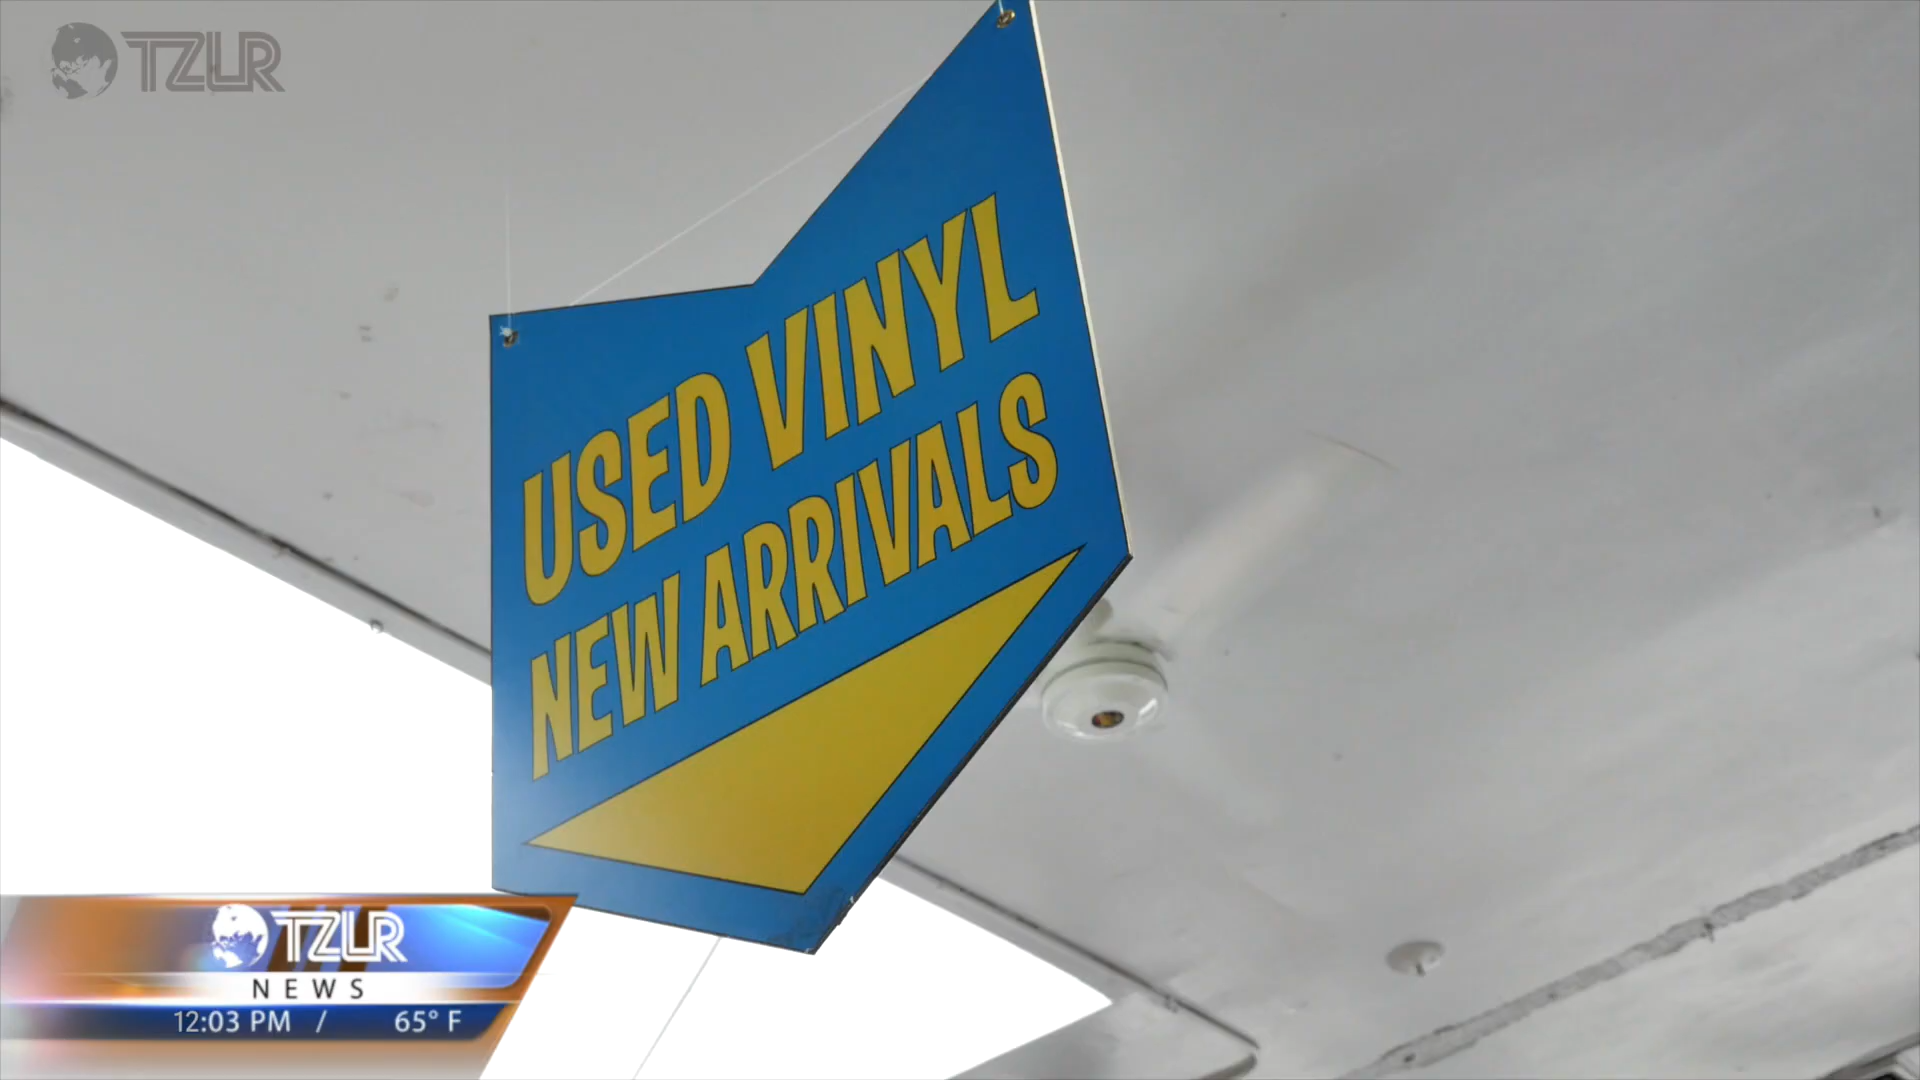 TZLR
USED VINYL
NEW ARRIVALS
TZLR
NEWS
12:03 PM / 65° F